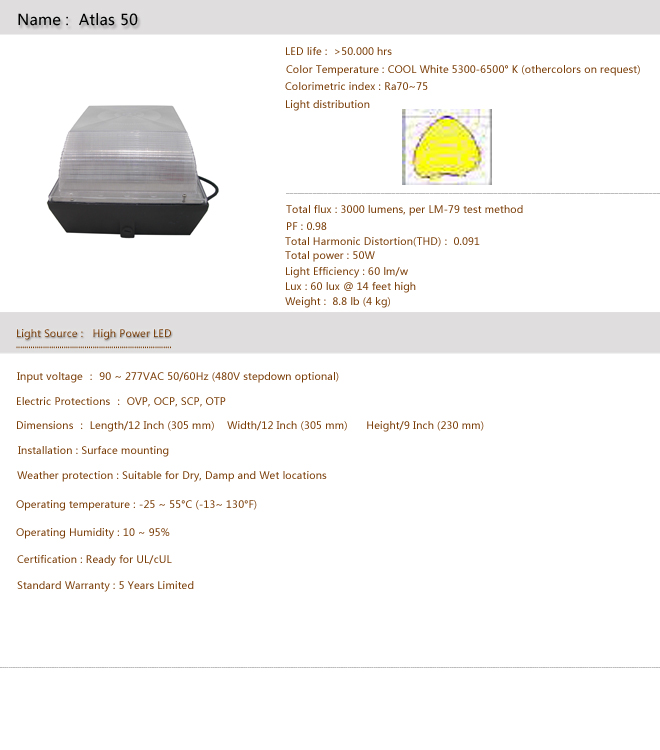 Name : Atlas 50
LED life : >50.000 hrs
Color Temperature : COOL White 5300-6500° K (othercolors on request)
Colorimetric index : Ra70~75
Light distribution
Total flux : 3000 lumens, per LM-79 test method
PF : 0.98
Total Harmonic Distortion(THD) : 0.091
Total power : 50W
Light Efficiency : 60 lm/w
Lux : 60 lux @ 14 feet high
Weight : 8.8 lb (4 kg)
Light Source : High Power LED
Input voltage : 90 ~ 277VAC 50/60Hz (480V stepdown optional)
Electric Protections : OVP, OCP, SCP, OTP
Dimensions : Length/12 Inch (305 mm) Width/12 Inch (305 mm) Height/9 Inch (230 mm)
Installation : Surface mounting
Weather protection : Suitable for Dry, Damp and Wet locations
Operating temperature : -25 ~ 55°C (-13~ 130°F)
Operating Humidity : 10 ~ 95%
Certification : Ready for UL/cUL
Standard Warranty : 5 Years Limited